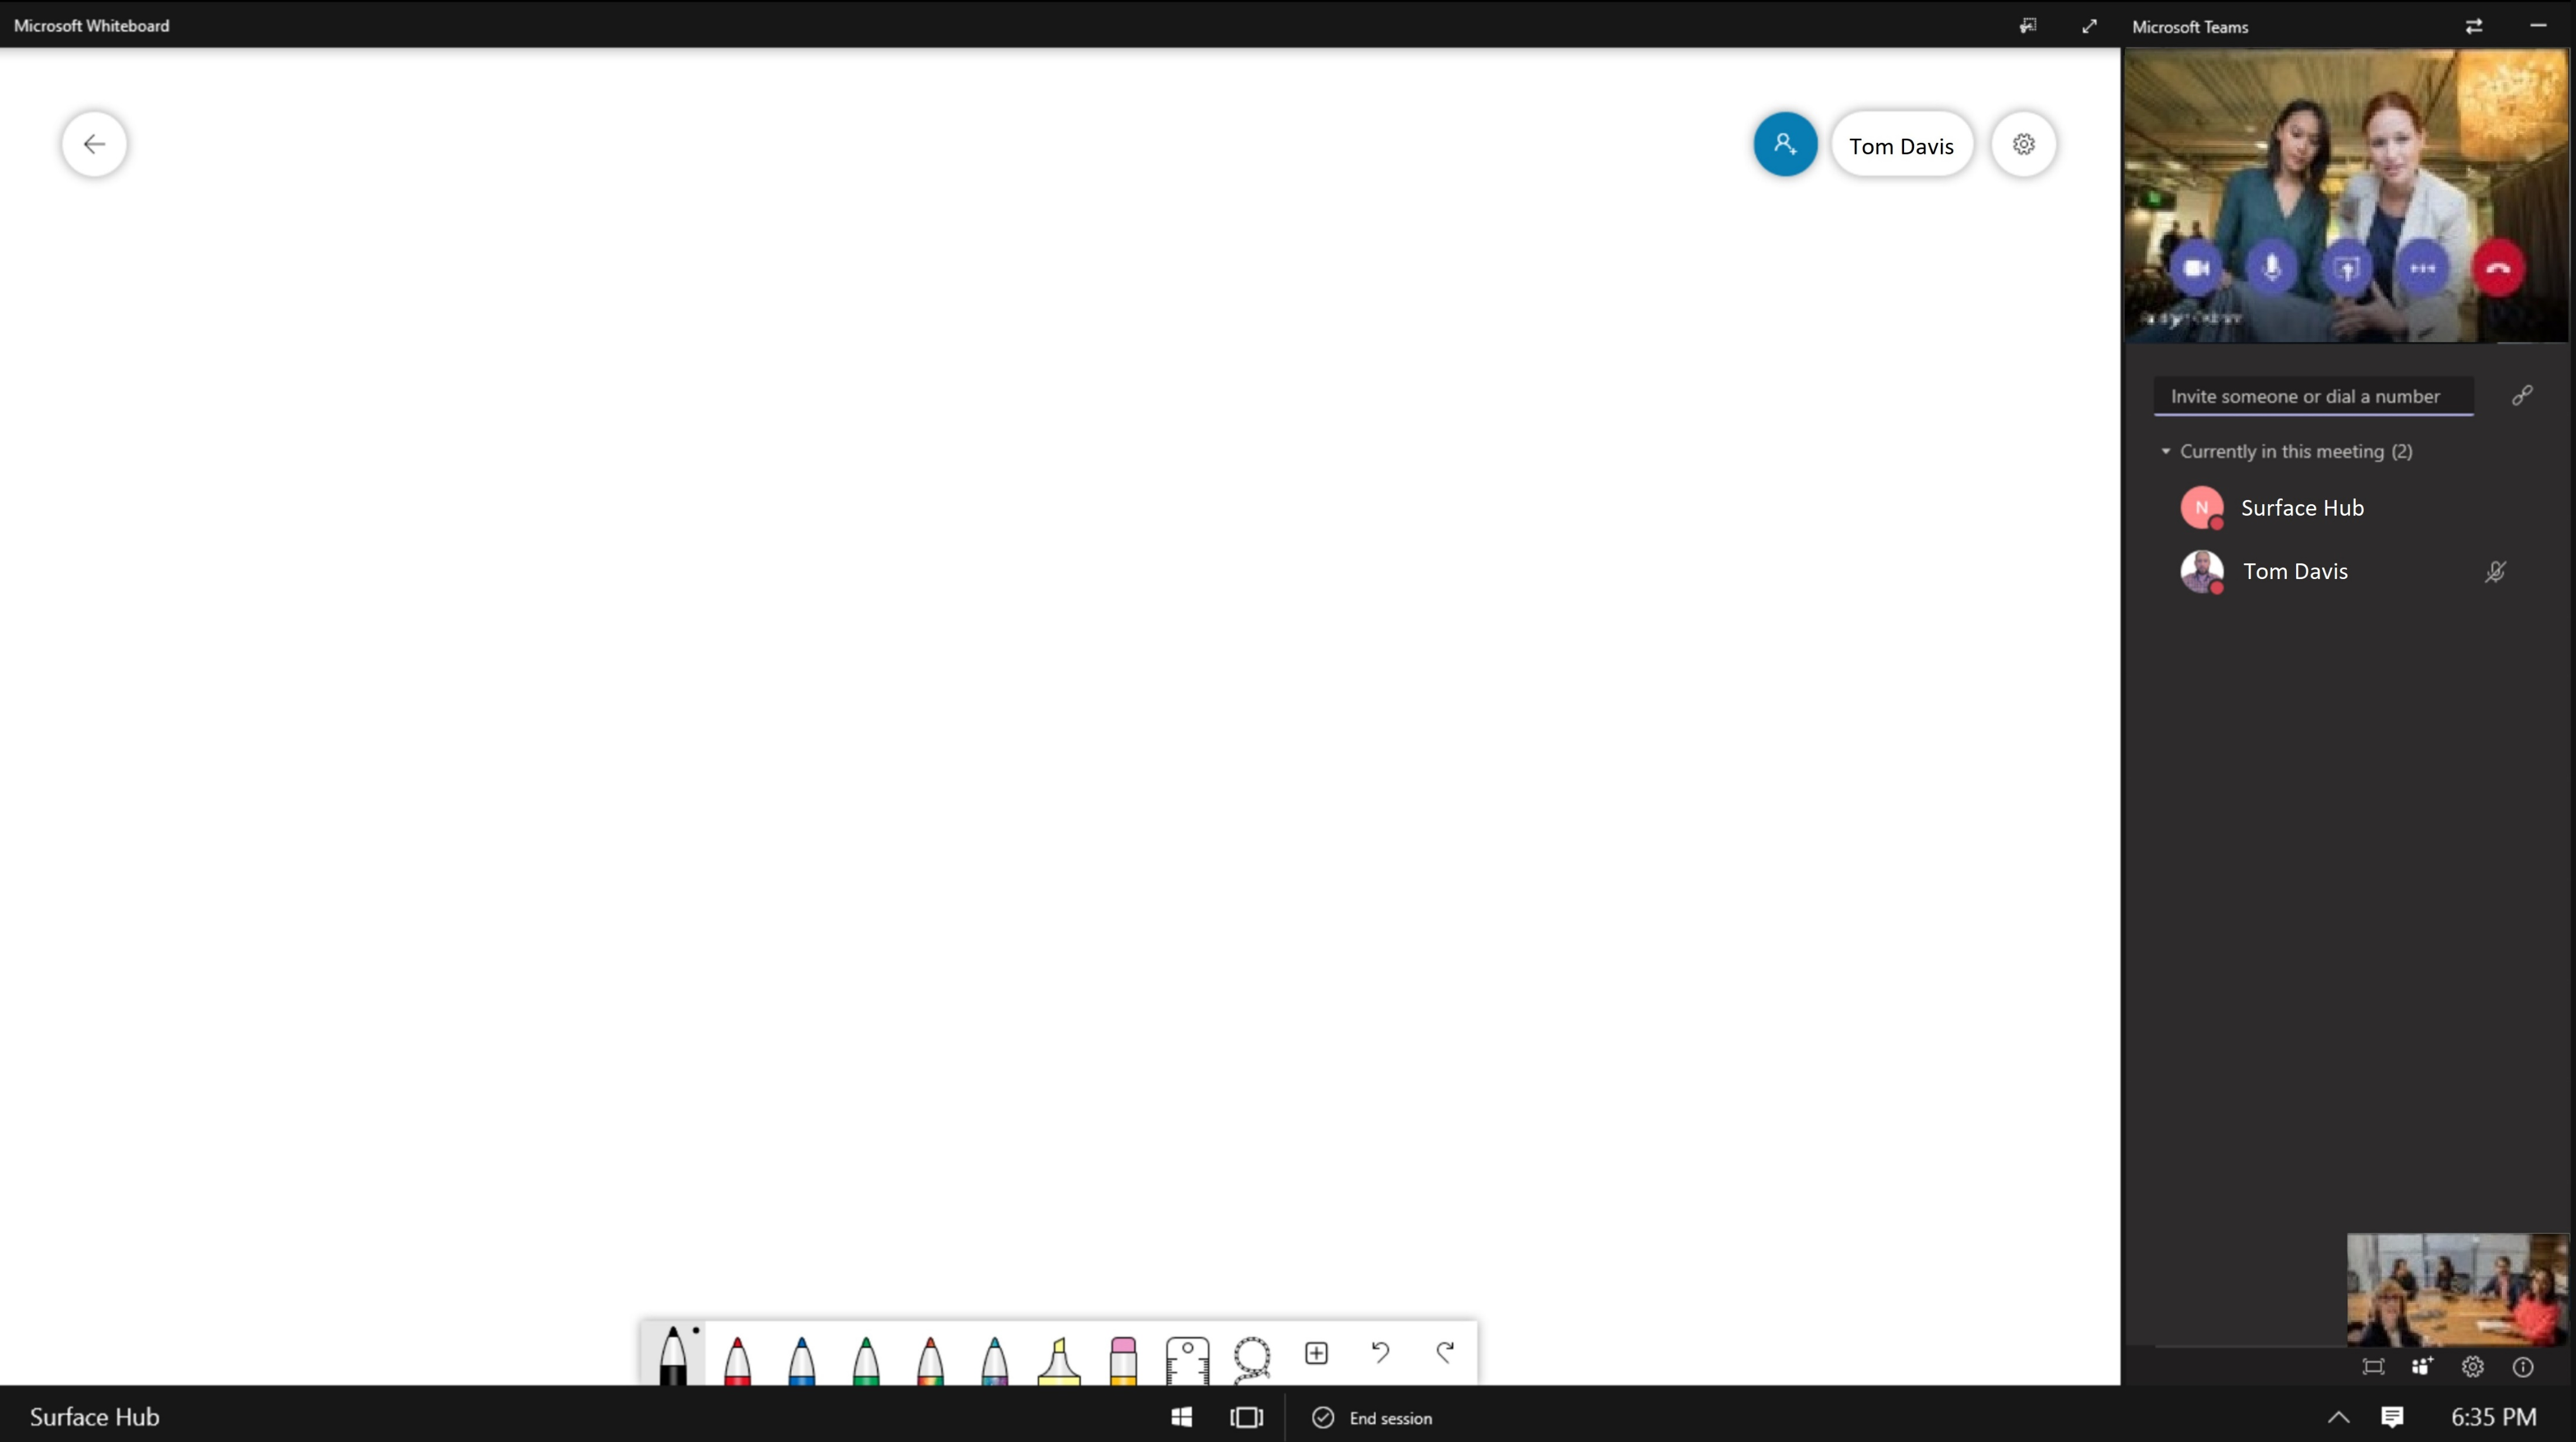 Microsoft Whiteboard
Microsoft Teams
Tom Davis
Invite someone or dial a number
Currently in this meeting (2)
N
Surface Hub
Tom Davis
Surface Hub
End session
6:35 PM